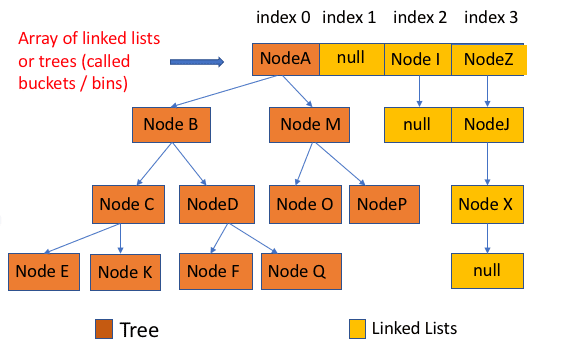 index 0 index 1 index 2 index 3
Array of linked lists
or trees (called
buckets / bins)
NodeA null Node I NodeZ
Node B Node M null NodeJ
Node C NodeD Node O NodeP Node X
Node E Node K Node F Node Q null
Tree Linked Lists